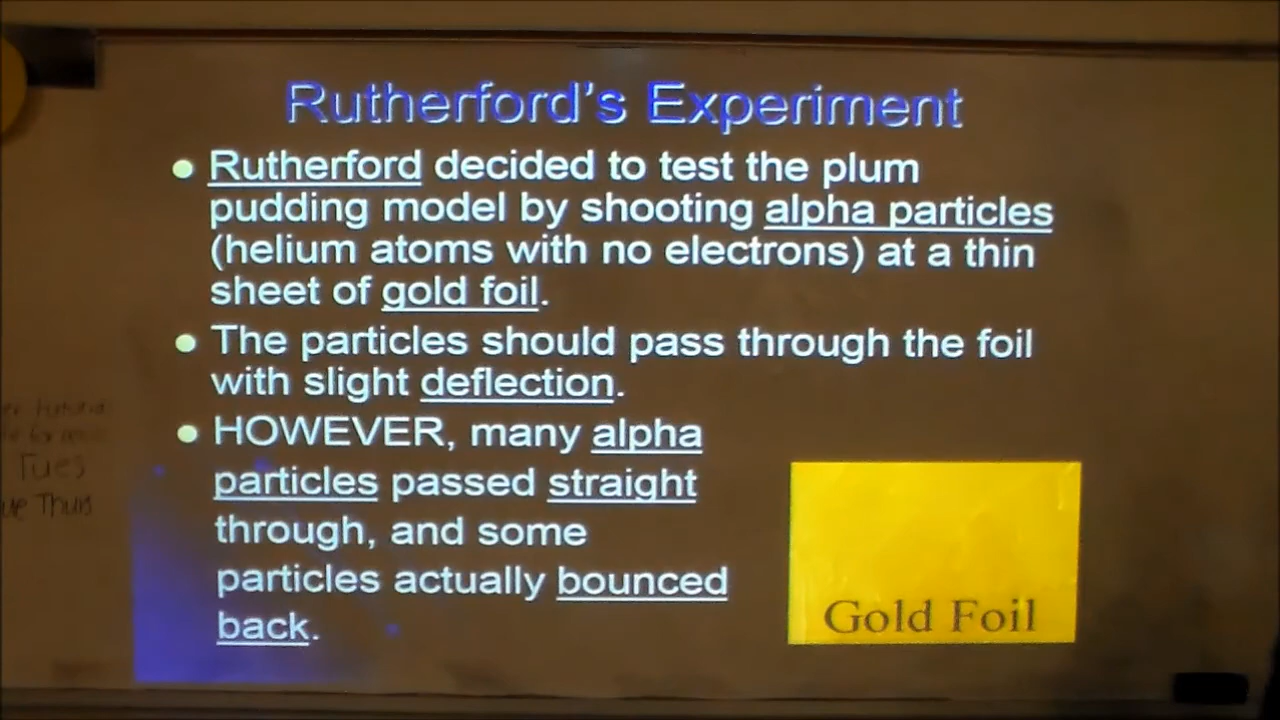 Rutherford's Experiment
• Rutherford decided to test the plum
pudding model by shooting alpha particles
(helium atoms with no electrons) at a thin
sheet of gold foil.
• The particles should pass through the foil
with slight deflection.
• HOWEVER, many alpha
particles passed straight
through, and some
particles actually bounced
back.
Gold Foil
Tues
Thurs